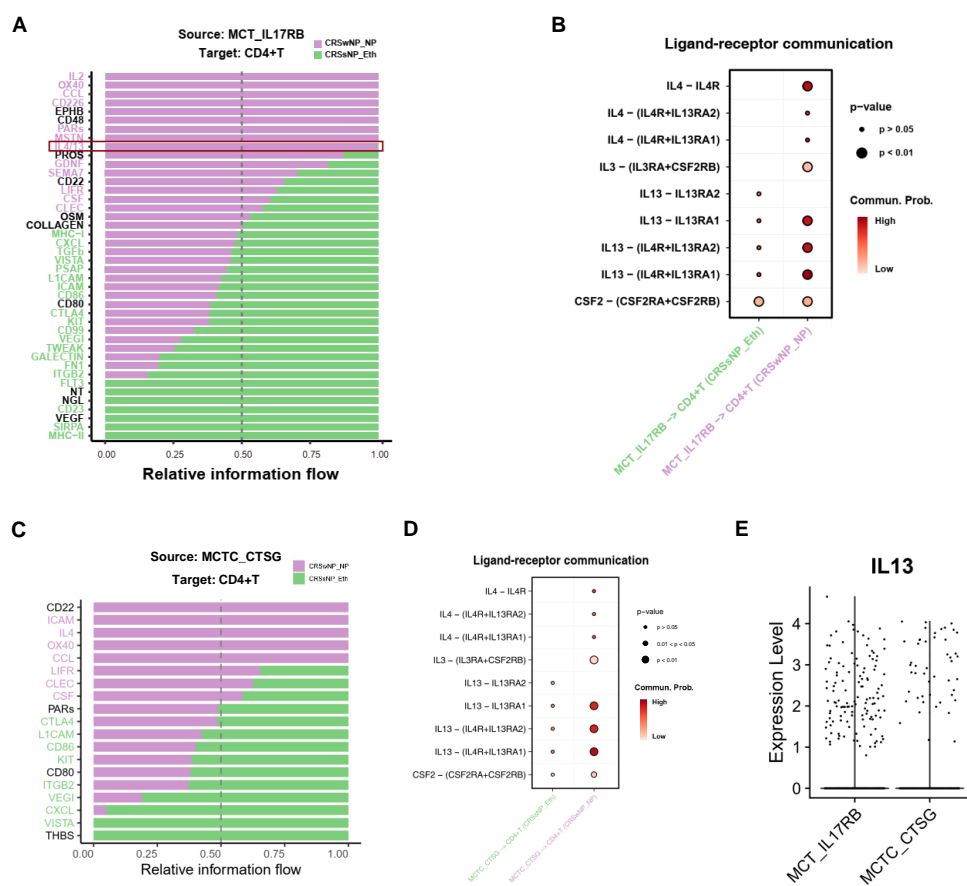 A
Source: MCT_IL17RB
Target: CD4+T
CRSwNP_NP
CRSsNP_Eth
IL2
OX40
CCL
CD226
EPHB
CD48
PARs
MSTN
IL4/13
PROS
GDNF
SEMA7
CD22
LIFR
CSF
CLEC
OSM
COLLAGEN
MHC-I
CXCL
TGFb
VISTA
PSAP
L1CAM
ICAM
CD86
CD80
CTLA4
KIT
CD99
VEGI
TWEAK
GALECTIN
FN1
ITGB2
FLT3
NT
NGL
CD23
VEGF
SIRPA
MHC-II
0.00 0.25 0.50 0.75 1.00
Relative information flow
B
Ligand-receptor communication
IL4 – IL4R
IL4 – (IL4R+IL13RA2)
IL4 – (IL4R+IL13RA1)
IL3 – (IL3RA+CSF2RB)
IL13 – IL13RA2
IL13 – IL13RA1
IL13 – (IL4R+IL13RA2)
IL13 – (IL4R+IL13RA1)
CSF2 – (CSF2RA+CSF2RB)
MCT_IL17RB –> CD4+T (CRSsNP_Eth)
MCT_IL17RB –> CD4+T (CRSwNP_NP)
p-value
p > 0.05
p < 0.01
Commun. Prob.
High
Low
C
Source: MCTC_CTSG
Target: CD4+T
CRSwNP_NP
CRSsNP_Eth
CD22
ICAM
IL4
OX40
CCL
LIFR
CLEC
CSF
PARs
CTLA4
L1CAM
CD86
KIT
CD80
ITGB2
VEGI
CXCL
VISTA
THBS
0.00 0.25 0.50 0.75 1.00
Relative information flow
D
Ligand-receptor communication
IL4 – IL4R
IL4 – (IL4R+IL13RA2)
IL4 – (IL4R+IL13RA1)
IL3 – (IL3RA+CSF2RB)
IL13 – IL13RA2
IL13 – IL13RA1
IL13 – (IL4R+IL13RA2)
IL13 – (IL4R+IL13RA1)
CSF2 – (CSF2RA+CSF2RB)
MCTC_CTSG –> CD4+T (CRSsNP_Eth)
MCTC_CTSG –> CD4+T (CRSwNP_NP)
p-value
p > 0.05
0.01 < p < 0.05
p < 0.01
Commun. Prob.
High
Low
E
IL13
Expression Level
4
3
2
1
0
MCT_IL17RB
MCTC_CTSG